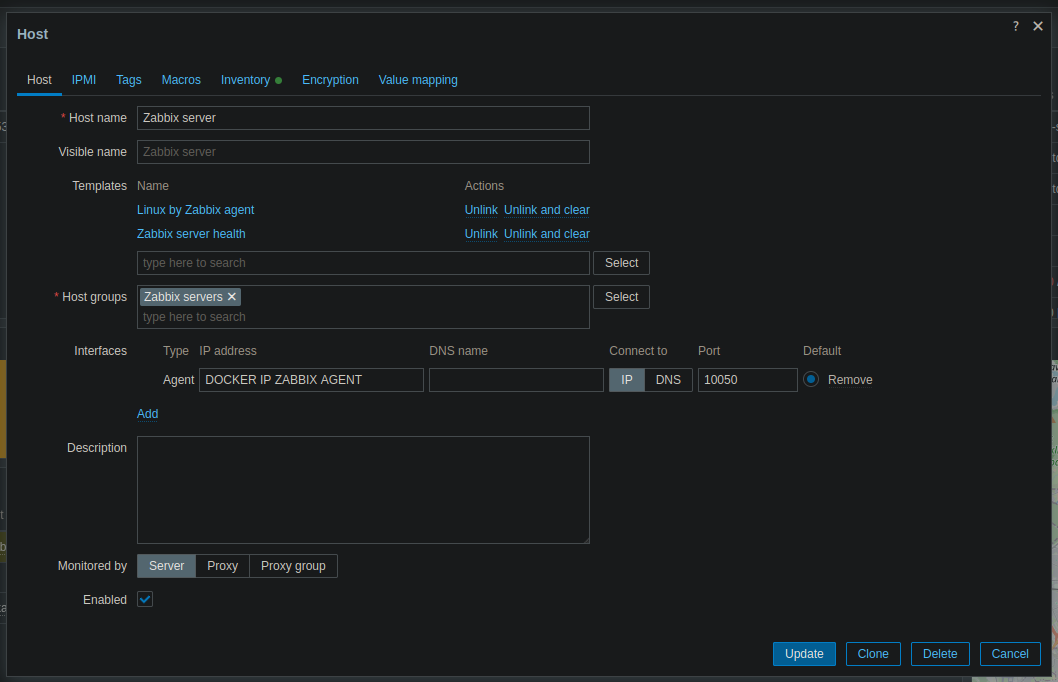 Host
? ✕
Host IPMI Tags Macros Inventory Encryption Value mapping
* Host name Zabbix server
Visible name Zabbix server
Templates Name Actions
Linux by Zabbix agent Unlink Unlink and clear
Zabbix server health Unlink Unlink and clear
type here to search Select
* Host groups Zabbix servers ✕ Select
type here to search
Interfaces Type IP address DNS name Connect to Port Default
Agent DOCKER IP ZABBIX AGENT IP DNS 10050 Remove
Add
Description
Monitored by Server Proxy Proxy group
Enabled
Update Clone Delete Cancel